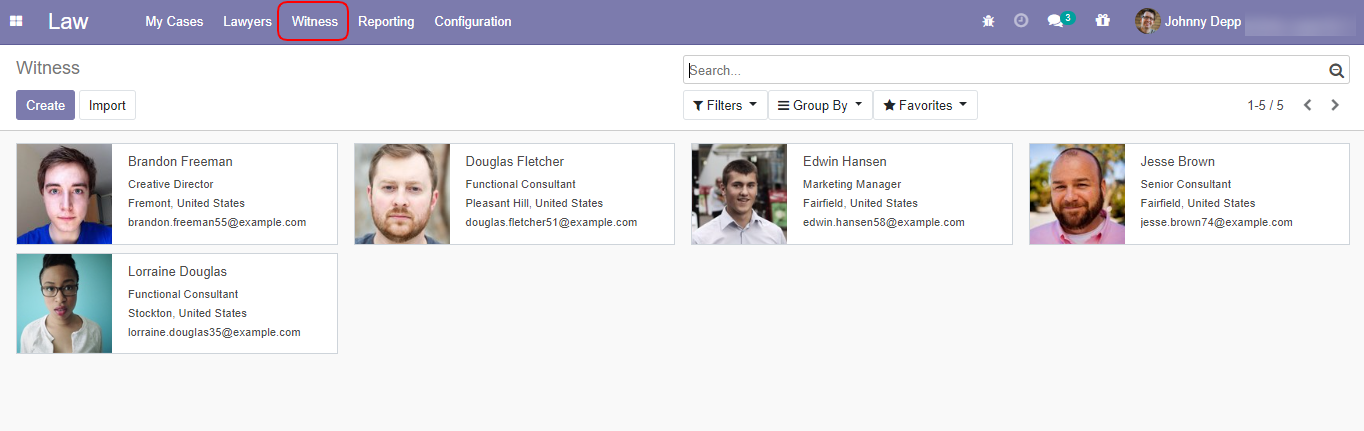 Law My Cases Lawyers Witness Reporting Configuration 3 Johnny Depp
Witness
Search...
Create Import Filters Group By Favorites 1-5 / 5
Brandon Freeman
Creative Director
Fremont, United States
brandon.freeman55@example.com
Douglas Fletcher
Functional Consultant
Pleasant Hill, United States
douglas.fletcher51@example.com
Edwin Hansen
Marketing Manager
Fairfield, United States
edwin.hansen58@example.com
Jesse Brown
Senior Consultant
Fairfield, United States
jesse.brown74@example.com
Lorraine Douglas
Functional Consultant
Stockton, United States
lorraine.douglas35@example.com